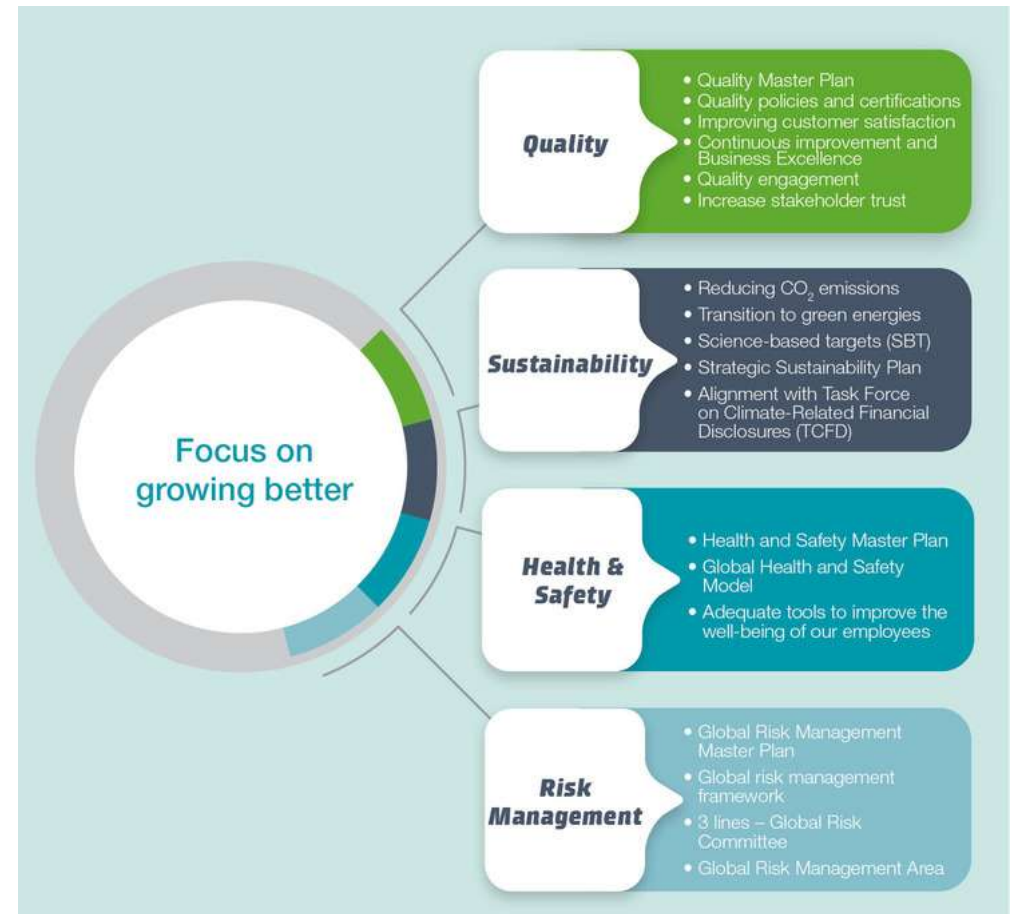 Focus on
growing better
Quality
• Quality Master Plan
• Quality policies and certifications
• Improving customer satisfaction
• Continuous improvement and
Business Excellence
• Quality engagement
• Increase stakeholder trust
Sustainability
• Reducing CO₂ emissions
• Transition to green energies
• Science-based targets (SBT)
• Strategic Sustainability Plan
• Alignment with Task Force
on Climate-Related Financial
Disclosures (TCFD)
Health &
Safety
• Health and Safety Master Plan
• Global Health and Safety
Model
• Adequate tools to improve the
well-being of our employees
Risk
Management
• Global Risk Management
Master Plan
• Global risk management
framework
• 3 lines – Global Risk
Committee
• Global Risk Management Area